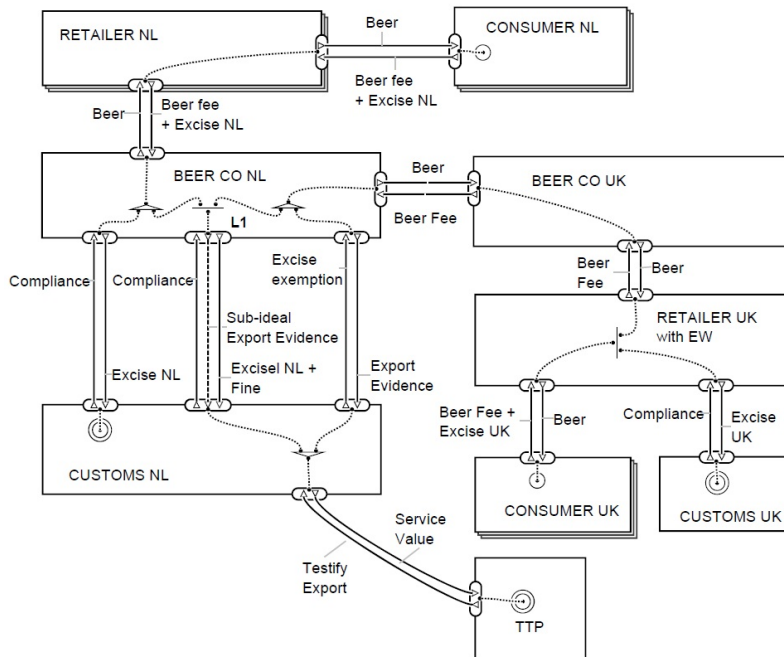 RETAILER NL
Beer
CONSUMER NL
Beer fee
+ Excise NL
Beer
Beer fee
+ Excise NL
BEER CO NL
Beer
BEER CO UK
L1
Beer Fee
Compliance
Compliance
Excise
exemption
Beer
Fee
Beer
Sub-ideal
Export Evidence
RETAILER UK
with EW
Excise NL
Excisel NL +
Fine
Export
Evidence
Beer Fee +
Excise UK
Beer
Compliance
Excise
UK
CUSTOMS NL
CONSUMER UK
CUSTOMS UK
Service
Value
Testify
Export
TTP